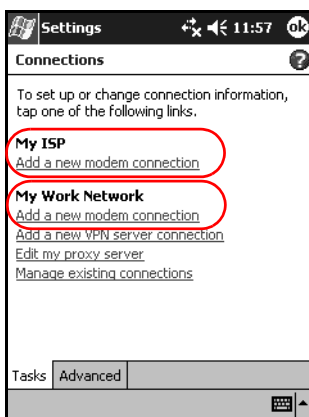 Settings 11:57 ok
Connections ?
To set up or change connection information,
tap one of the following links.
My ISP
Add a new modem connection
My Work Network
Add a new modem connection
Add a new VPN server connection
Edit my proxy server
Manage existing connections
Tasks Advanced